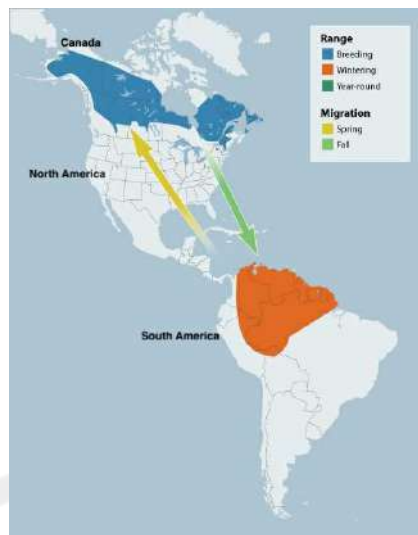 Canada
North America
South America
Range
Breeding
Wintering
Year-round
Migration
Spring
Fall